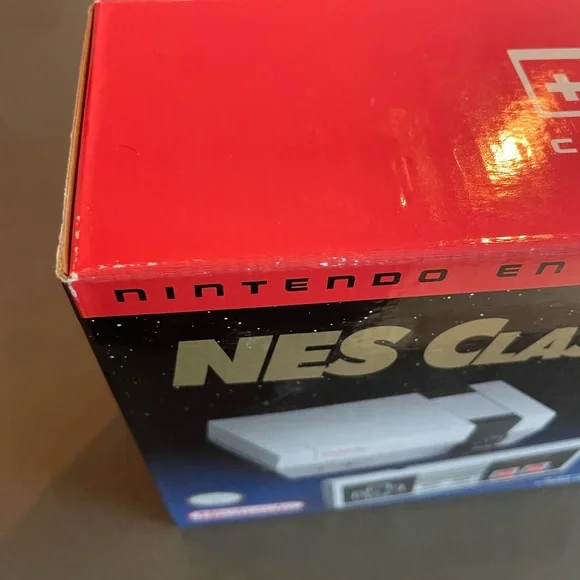 C
NINTENDO EN
NES CLAS